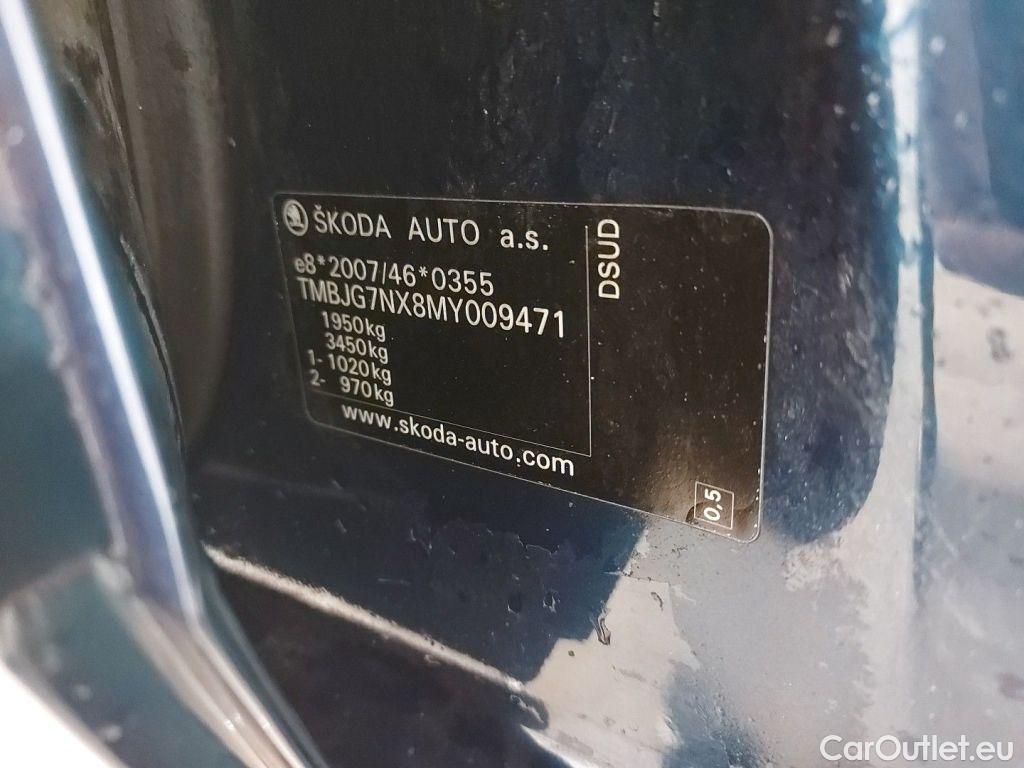 ŠKODA AUTO a.s.
e8*2007/46*0355
TMBJG7NX8MY009471
1950kg
3450kg
1- 1020kg
2- 970kg
www.skoda-auto.com
DSUD
0,5
CarOutlet.eu